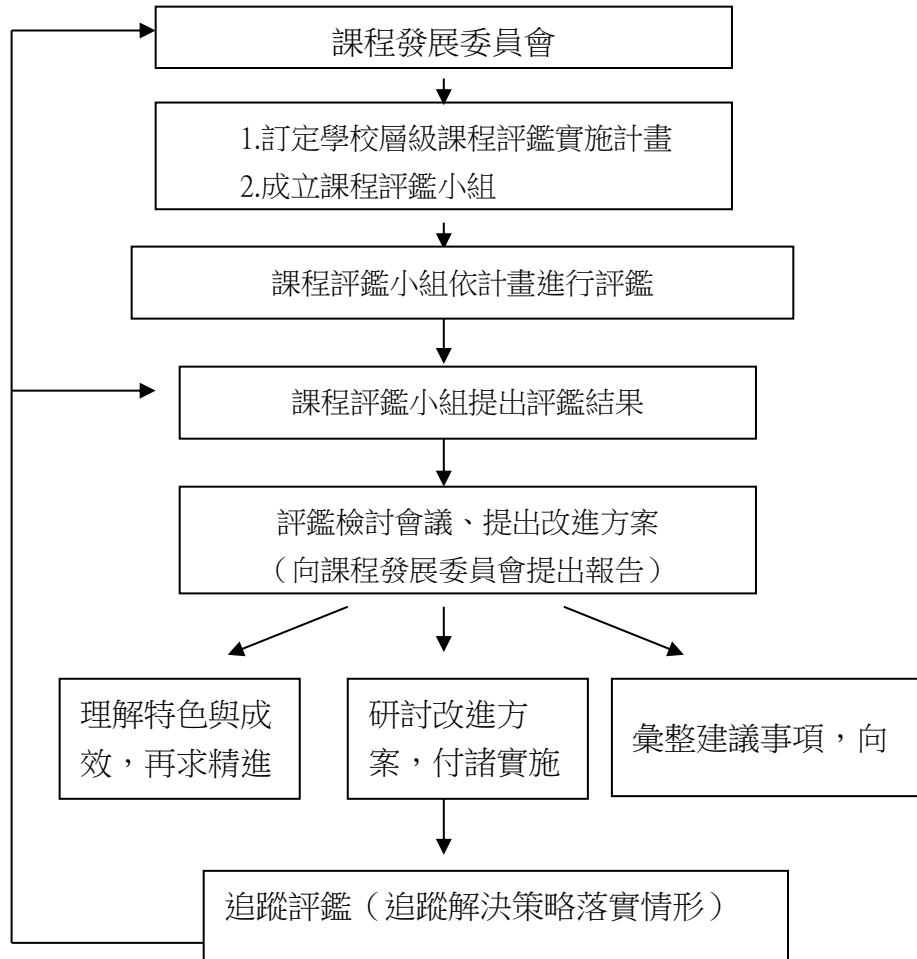 課程發展委員會
1.訂定學校層級課程評鑑實施計畫
2.成立課程評鑑小組
課程評鑑小組依計畫進行評鑑
課程評鑑小組提出評鑑結果
評鑑檢討會議、提出改進方案
（向課程發展委員會提出報告）
理解特色與成
效，再求精進
研討改進方
案，付諸實施
彙整建議事項，向
追蹤評鑑（追蹤解決策略落實情形）